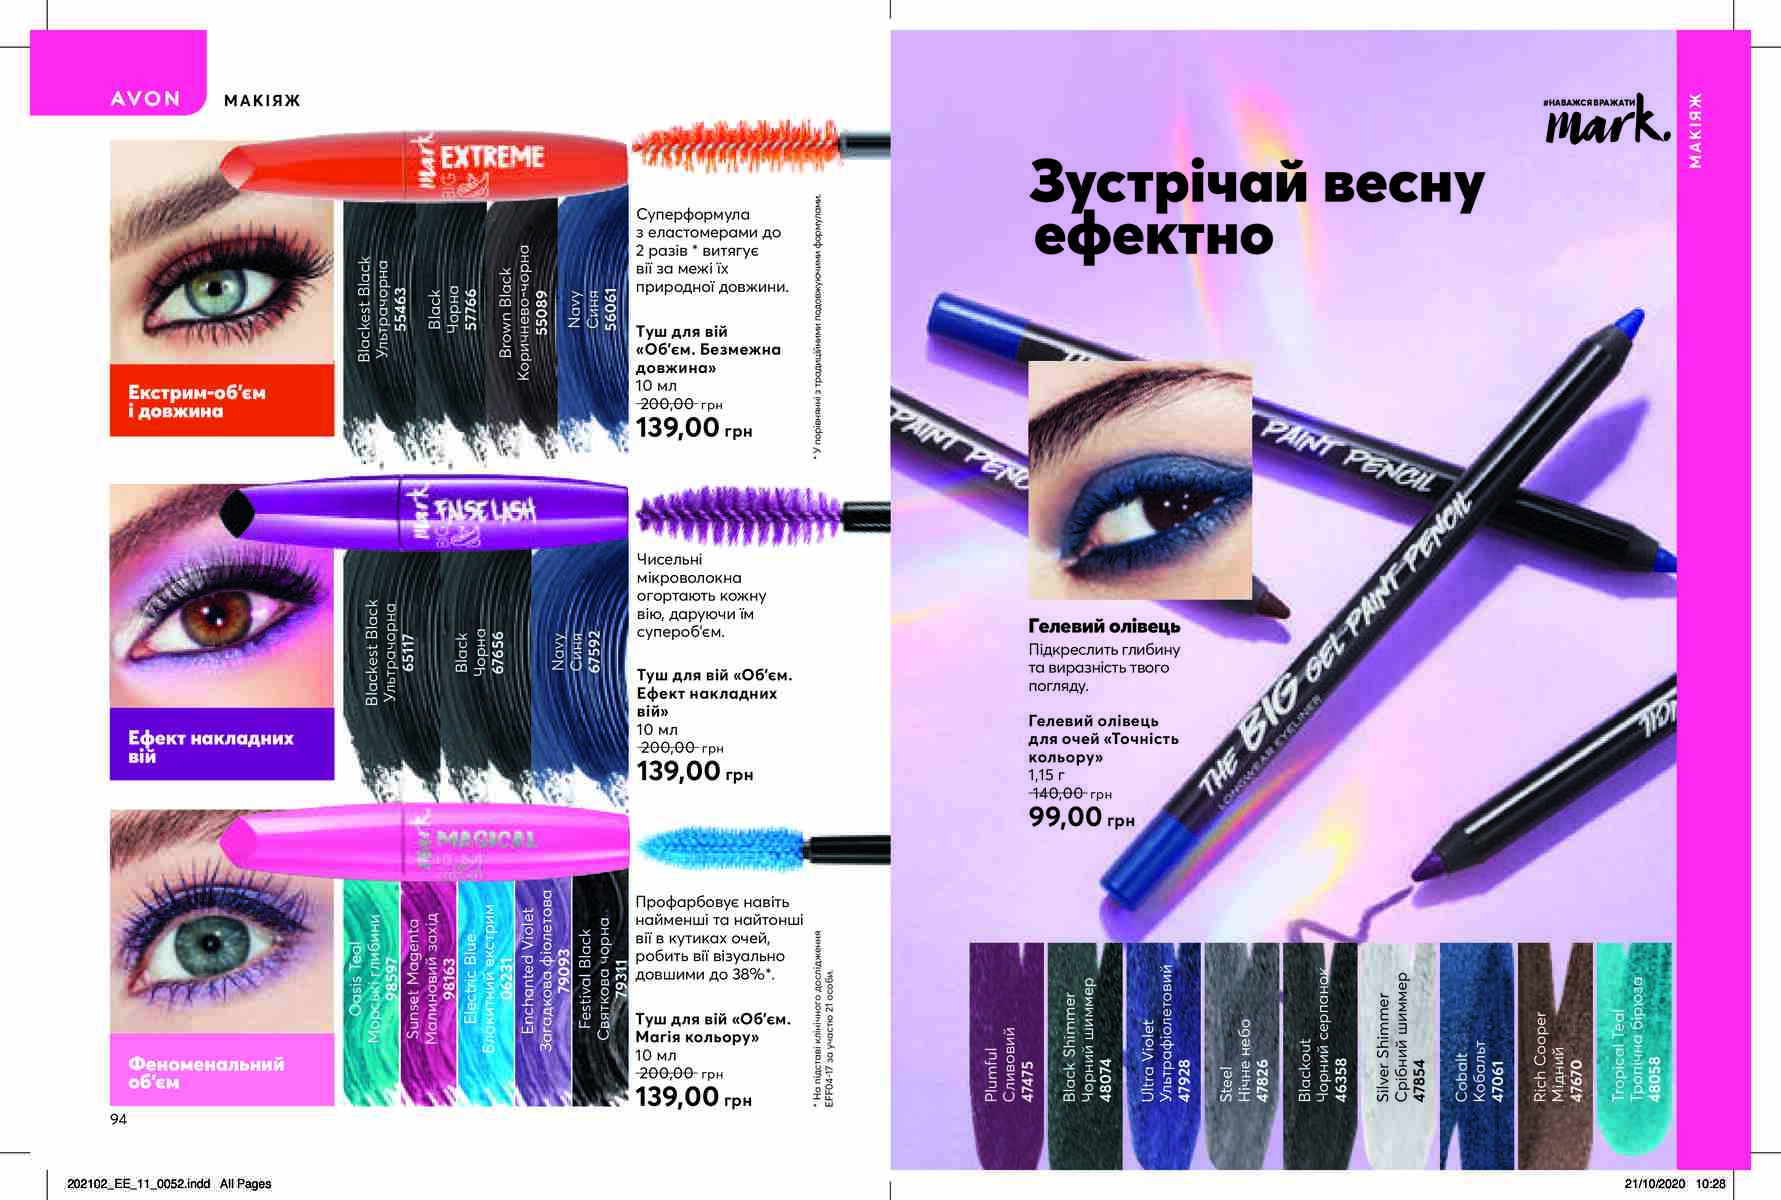 AVON
МАКІЯЖ
mark.
BIG
EXTREME
Blackest Black
Ультрачорна
55463
Black
Чорна
57766
Brown Black
Коричнево-чорна
55089
Navy
Синя
56061
Екстрим-об'єм
і довжина
Суперформула
з еластомерами до
2 разів * витягує
вії за межі їх
природної довжини.
Туш для вій
«Об'єм. Безмежна
довжина»
10 мл
200,00 грн
139,00 грн
* У порівнянні з традиційними подовжуючими формулами.
mark.
BIG
FALSE LASH
Blackest Black
Ультрачорна
65117
Black
Чорна
67656
Navy
Синя
67592
Ефект накладних
вій
Чисельні
мікроволокна
огортають кожну
вію, даруючи їм
супероб'єм.
Туш для вій «Об'єм.
Ефект накладних
вій»
10 мл
200,00 грн
139,00 грн
mark.
BIG
MAGICAL
Oasis Teal
Морські глибини
98597
Sunset Magenta
Малиновий захід
98163
Electric Blue
Блакитний екстрим
06231
Enchanted Violet
Загадкова фіолетова
79093
Festival Black
Святкова чорна
79311
Феноменальний
об'єм
Профарбовує навіть
найменші та найтонші
вії в кутиках очей,
робить вії візуально
довшими до 38%*.
Туш для вій «Об'єм.
Магія кольору»
10 мл
200,00 грн
139,00 грн
* На підставі клінічного дослідження
EFF04-17 за участю 21 особи.
94
#НАВАЖСЯВРАЖАТИ
mark.
МАКІЯЖ
Зустрічай весну
ефектно
PAINT PENCIL
PAINT PENCIL
THE BIG GEL-PAINT PENCIL
LONGWEAR EYELINER
Гелевий олівець
Підкреслить глибину
та виразність твого
погляду.
Гелевий олівець
для очей «Точність
кольору»
1,15 г
140,00 грн
99,00 грн
Plumful
Сливовий
47475
Black Shimmer
Чорний шиммер
48074
Ultra Violet
Ультрафіолетовий
47928
Steel
Нічне небо
47826
Blackout
Чорний серпанок
46358
Silver Shimmer
Срібний шиммер
47854
Cobalt
Кобальт
47061
Rich Cooper
Мідний
47670
Tropical Teal
Тропічна бірюза
48058
202102_EE_11_0052.indd All Pages
21/10/2020 10:28